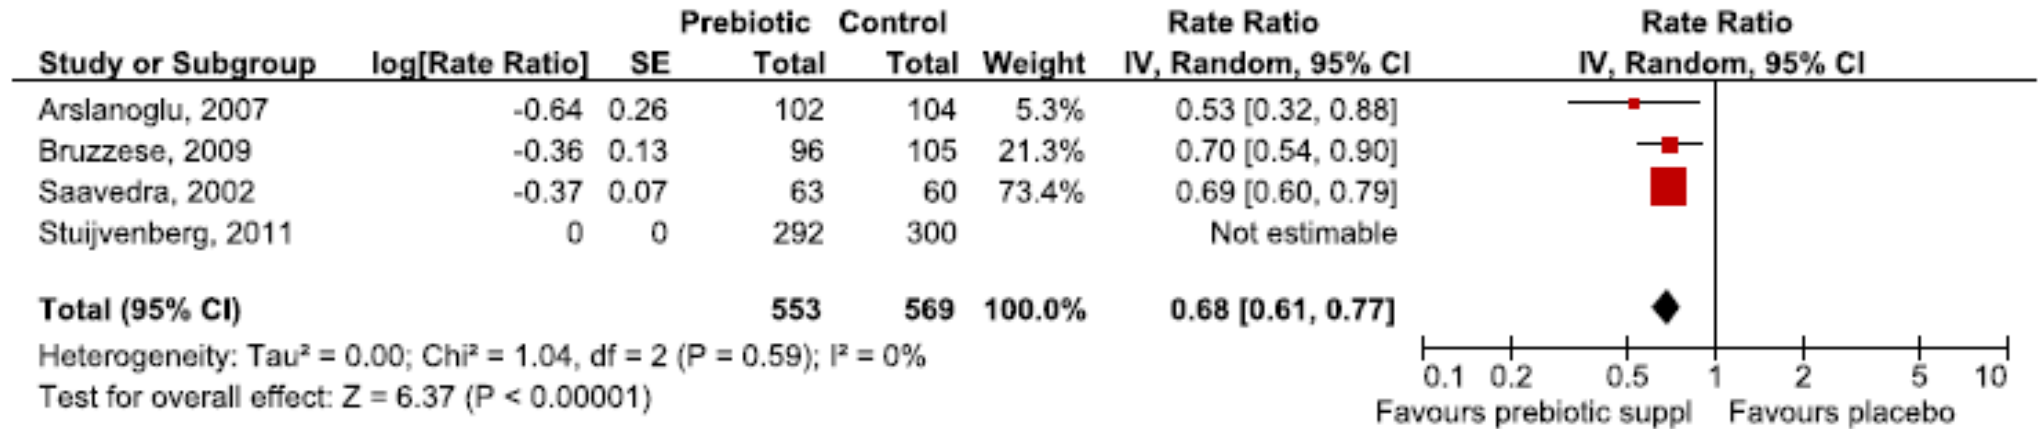 Prebiotic Control Rate Ratio Rate Ratio
Study or Subgroup log[Rate Ratio] SE Total Total Weight IV, Random, 95% CI IV, Random, 95% CI
Arslanoglu, 2007 -0.64 0.26 102 104 5.3% 0.53 [0.32, 0.88]
Bruzzese, 2009 -0.36 0.13 96 105 21.3% 0.70 [0.54, 0.90]
Saavedra, 2002 -0.37 0.07 63 60 73.4% 0.69 [0.60, 0.79]
Stuijvenberg, 2011 0 0 292 300 Not estimable
Total (95% CI) 553 569 100.0% 0.68 [0.61, 0.77]
Heterogeneity: Tau² = 0.00; Chi² = 1.04, df = 2 (P = 0.59); I² = 0%
Test for overall effect: Z = 6.37 (P < 0.00001)
0.1 0.2 0.5 1 2 5 10
Favours prebiotic suppl Favours placebo